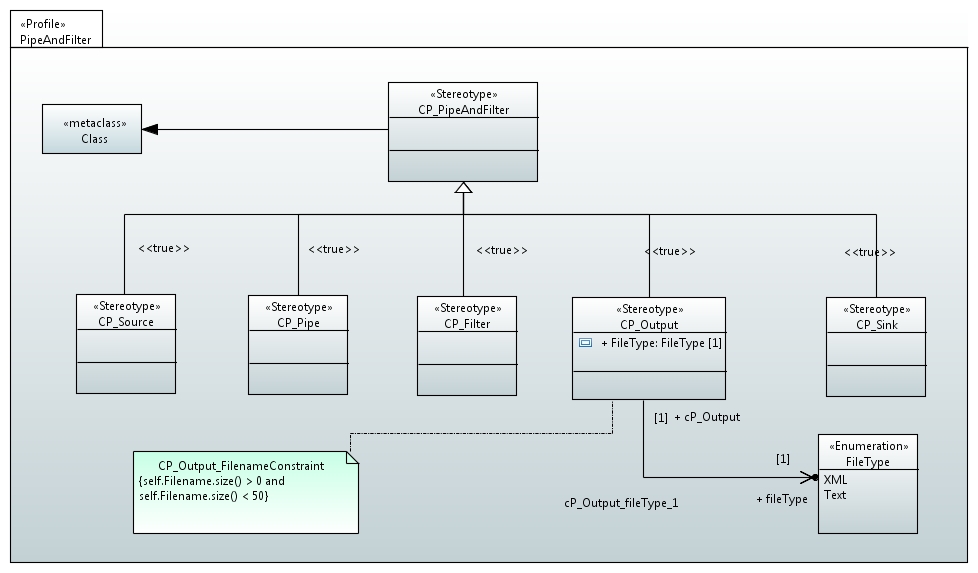 «Profile»
PipeAndFilter
«Stereotype»
CP_PipeAndFilter
«metaclass»
Class
<<true>>
<<true>>
<<true>>
<<true>>
<<true>>
«Stereotype»
CP_Source
«Stereotype»
CP_Pipe
«Stereotype»
CP_Filter
«Stereotype»
CP_Output
+ FileType: FileType [1]
«Stereotype»
CP_Sink
[1] + cP_Output
CP_Output_FilenameConstraint
{self.Filename.size() > 0 and
self.Filename.size() < 50}
[1]
+ fileType
cP_Output_fileType_1
«Enumeration»
FileType
XML
Text